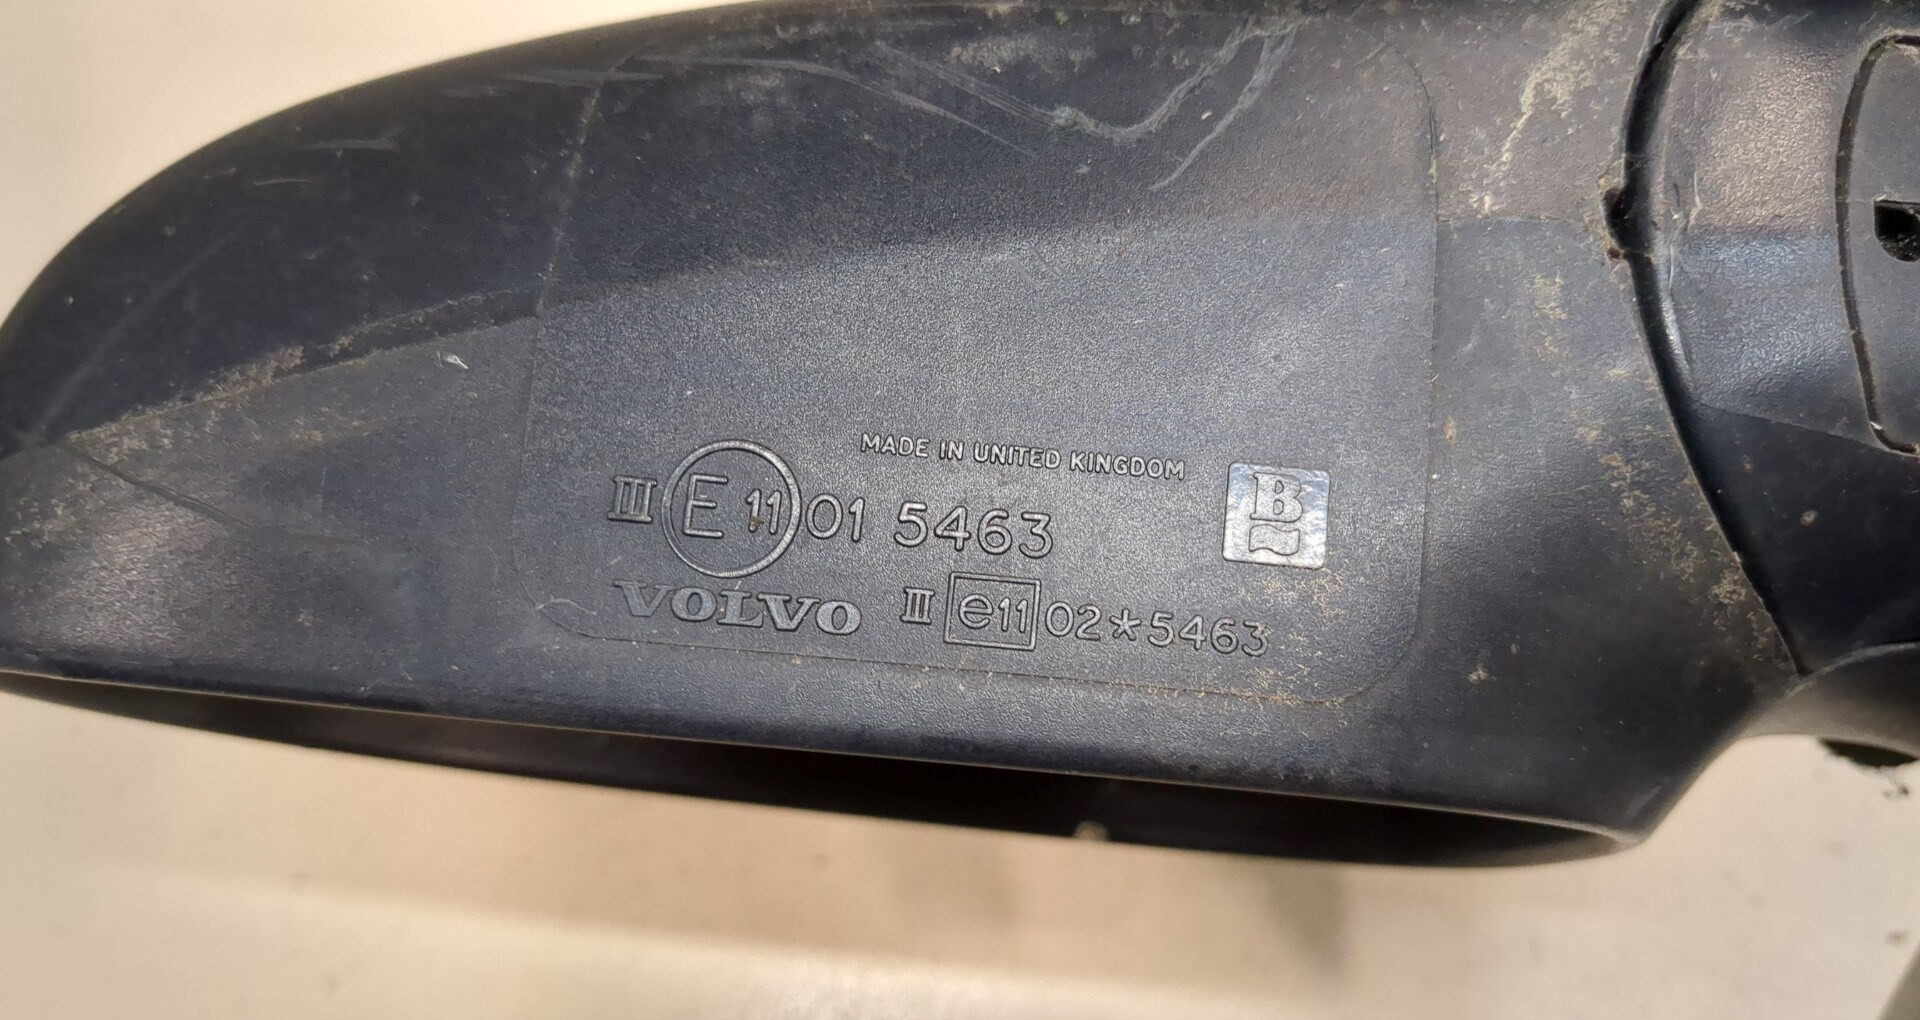 MADE IN UNITED KINGDOM
III E 11 01 5463
B
VOLVO III e11 02*5463